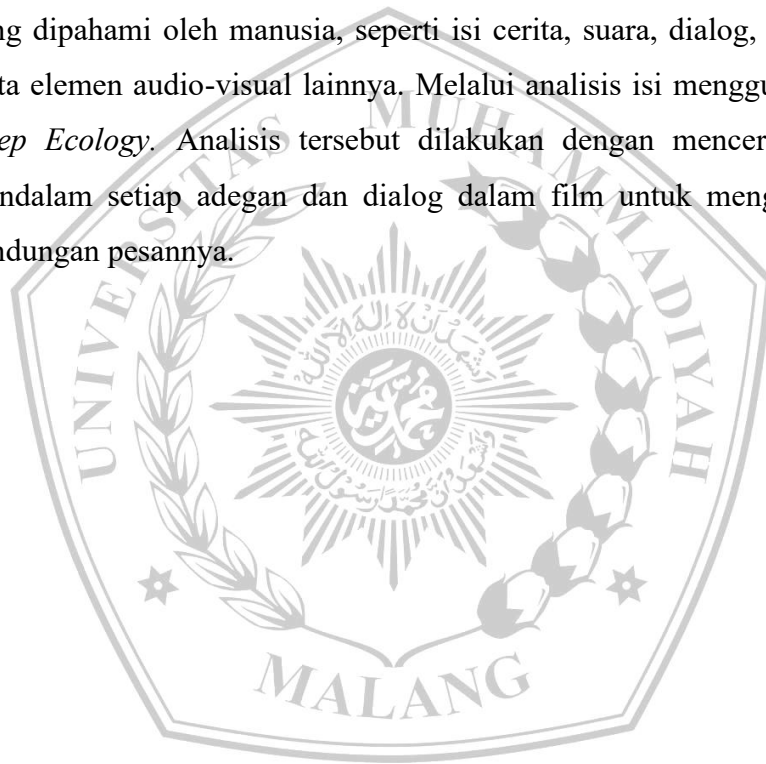 ng dipahami oleh manusia, seperti isi cerita, suara, dialog,
ta elemen audio-visual lainnya. Melalui analisis isi menggu
ep Ecology. Analisis tersebut dilakukan dengan mencer
ndalam setiap adegan dan dialog dalam film untuk meng
ndungan pesannya.
UNIVERSITAS MUHAMMADIYAH
MALANG